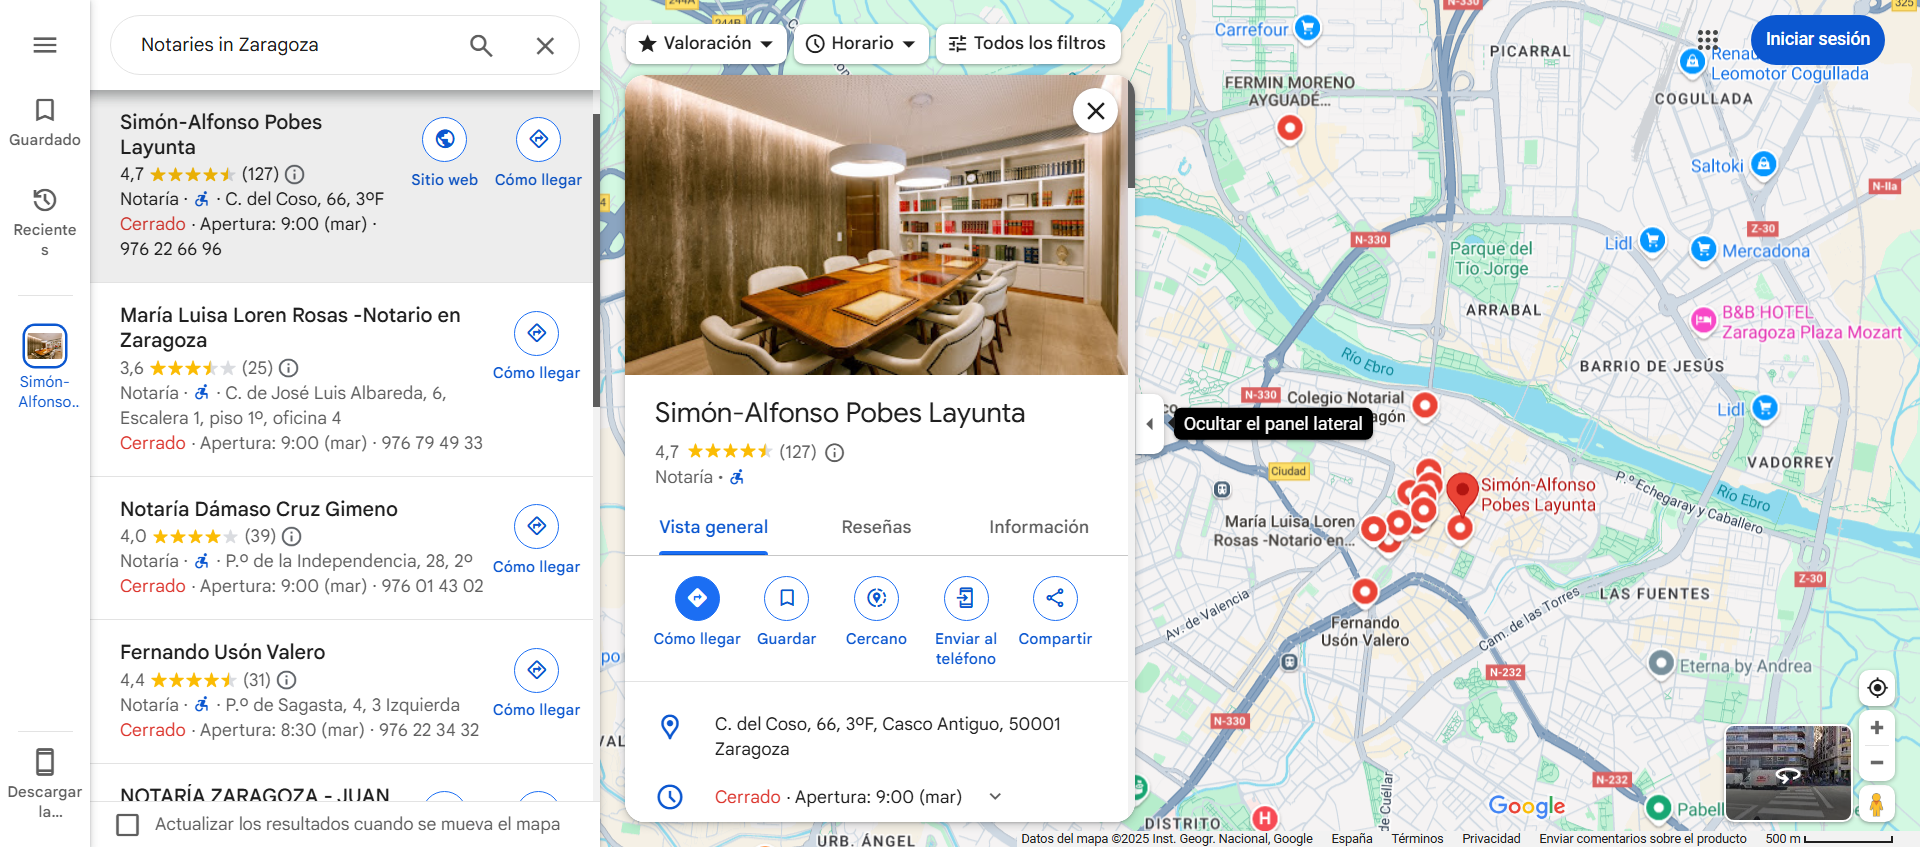 Guardado
Reciente
s
Simón-
Alfonso..
Descargar
la...
Notaries in Zaragoza
Simón-Alfonso Pobes
Layunta
4,7 (127)
Notaría · · C. del Coso, 66, 3ºF
Cerrado · Apertura: 9:00 (mar) ·
976 22 66 96
Sitio web
Cómo llegar
María Luisa Loren Rosas -Notario en
Zaragoza
3,6 (25)
Notaría · · C. de José Luis Albareda, 6,
Escalera 1, piso 1º, oficina 4
Cerrado · Apertura: 9:00 (mar) · 976 79 49 33
Cómo llegar
Notaría Dámaso Cruz Gimeno
4,0 (39)
Notaría · · P.º de la Independencia, 28, 2º
Cerrado · Apertura: 9:00 (mar) · 976 01 43 02
Cómo llegar
Fernando Usón Valero
4,4 (31)
Notaría · · P.º de Sagasta, 4, 3 Izquierda
Cerrado · Apertura: 8:30 (mar) · 976 22 34 32
Cómo llegar
NOTARÍA ZARAGOZA - JUAN
Actualizar los resultados cuando se mueva el mapa
Valoración
Horario
Todos los filtros
Simón-Alfonso Pobes Layunta
4,7 (127)
Notaría ·
Vista general
Reseñas
Información
Cómo llegar
Guardar
Cercano
Enviar al
teléfono
Compartir
C. del Coso, 66, 3ºF, Casco Antiguo, 50001
Zaragoza
Cerrado · Apertura: 9:00 (mar)
Ocultar el panel lateral
Iniciar sesión
244B
N-330
325
Carrefour
PICARRAL
Leomotor Cogullada
COGULLADA
FERMIN MORENO
AYGUADÉ...
Saltoki
N-IIa
Z-30
N-330
Parque del
Tío Jorge
Lidl
Mercadona
ARRABAL
B&B HOTEL
Zaragoza Plaza Mozart
Río Ebro
BARRIO DE JESÚS
N-330
Colegio Notarial
Lidl
VADORREY
Ciudad
Simón-Alfonso
Pobes Layunta
P.º Echegaray y Caballero
Río Ebro
María Luisa Loren
Rosas -Notario en...
Z-30
LAS FUENTES
Av. de Valencia
Cam. de las Torres
Fernando
Usón Valero
Eterna by Andrea
N-232
N-330
N-232
DISTRITO
URB. ÁNGEL
Google
Datos del mapa ©2025 Inst. Geogr. Nacional, Google
España
Términos
Privacidad
Enviar comentarios sobre el producto
500 m